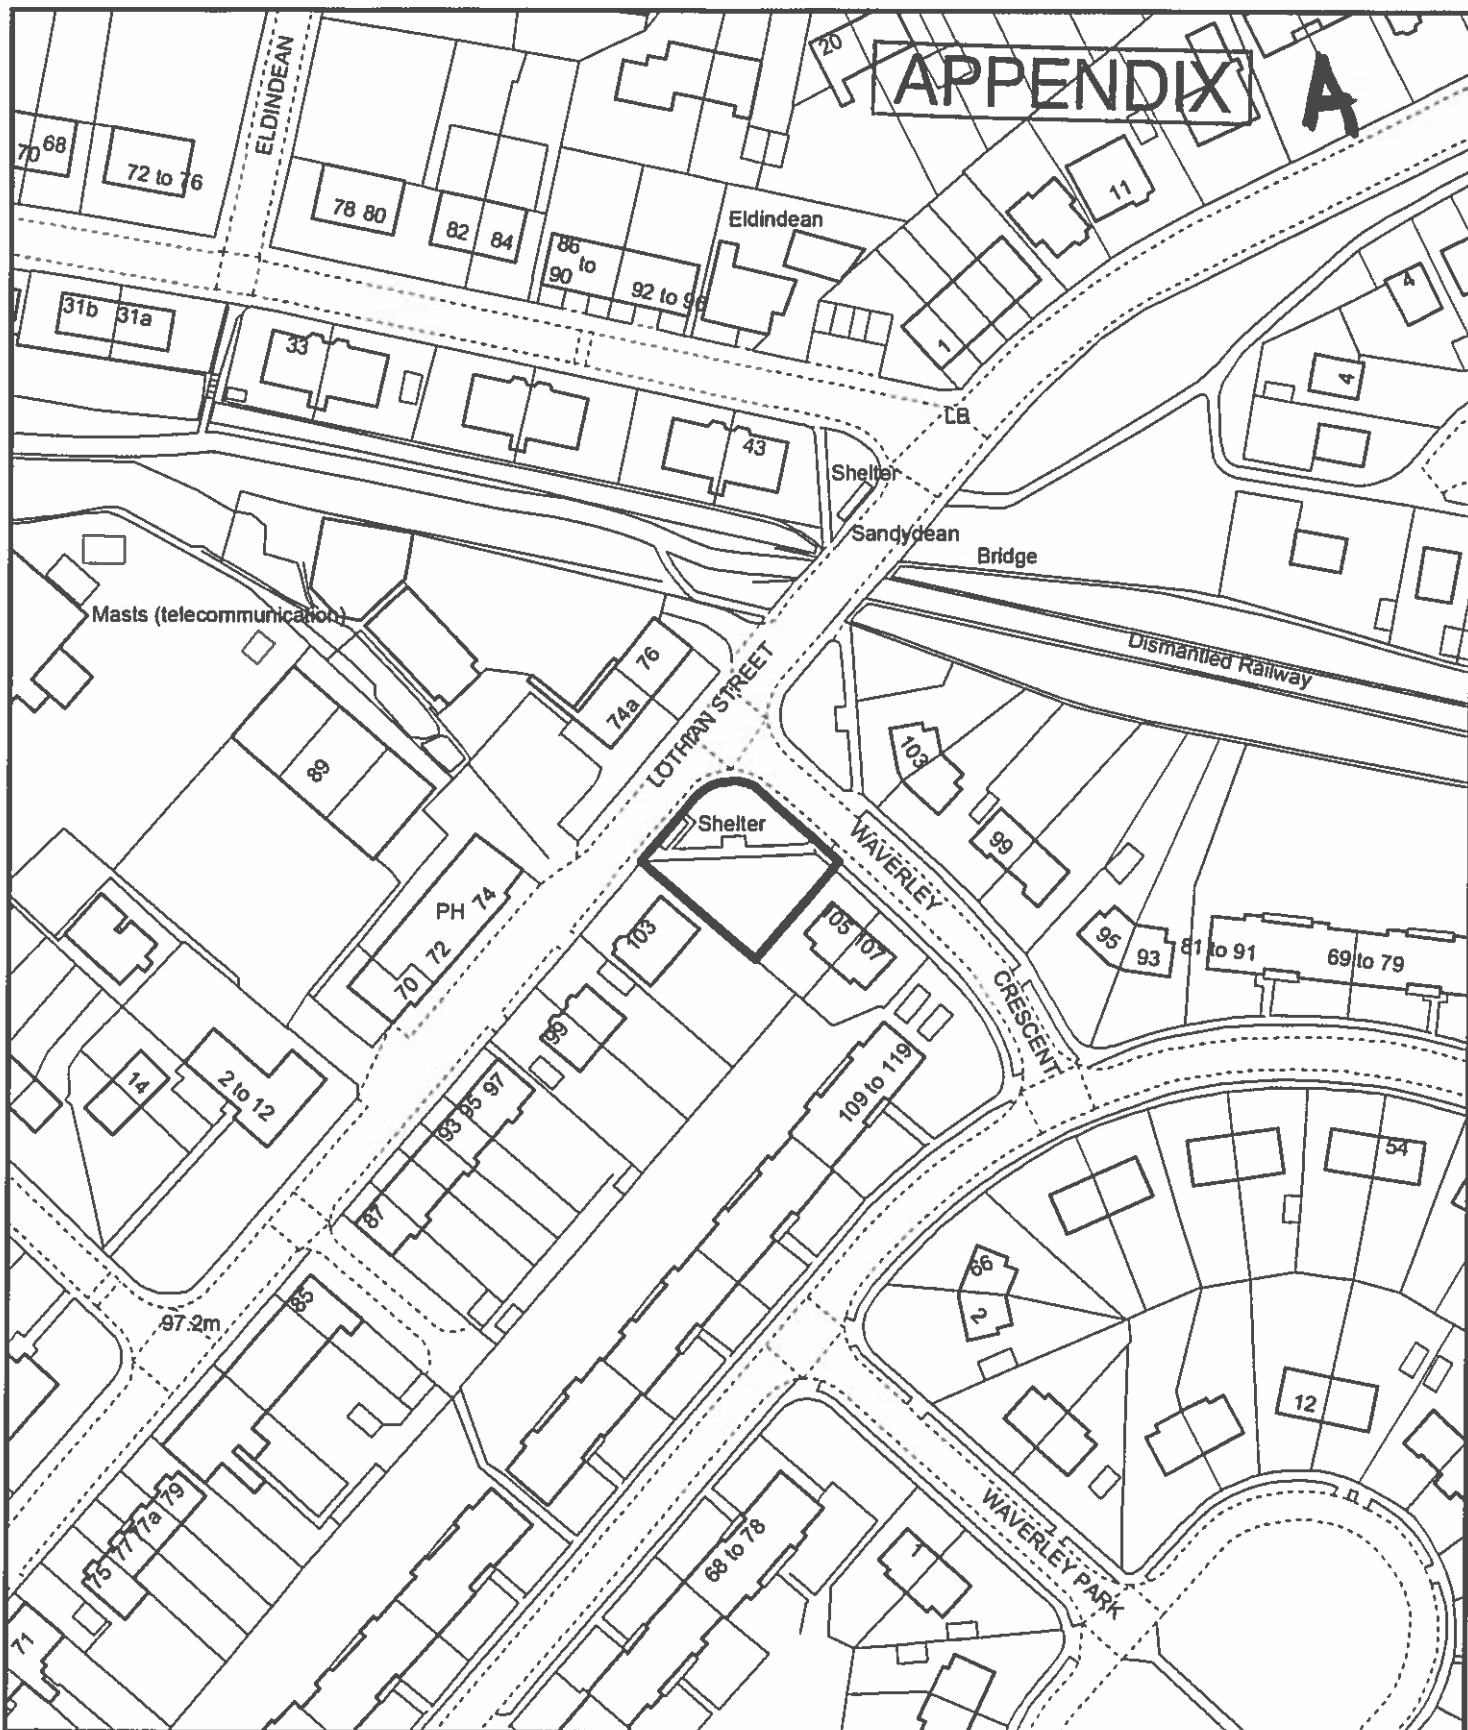 APPENDIX A
20
ELDINDEAN
70 68
72 to 76
78 80
82 84
86 to 90
92 to 96
Eldindean
11
1
4
4
31b 31a
33
43
LB
Shelter
Sandydean
Bridge
Masts (telecommunication)
Dismantled Railway
76
74a
LOTHIAN STREET
89
103
Shelter
99
WAVERLEY
PH 74
72
70
103
105 107
95
93
81 to 91
69 to 79
CRESCENT
99
14
2 to 12
93 95 97
109 to 119
87
54
66
2
85
97.2m
12
75 77 77a 79
68 to 78
WAVERLEY PARK
1
71